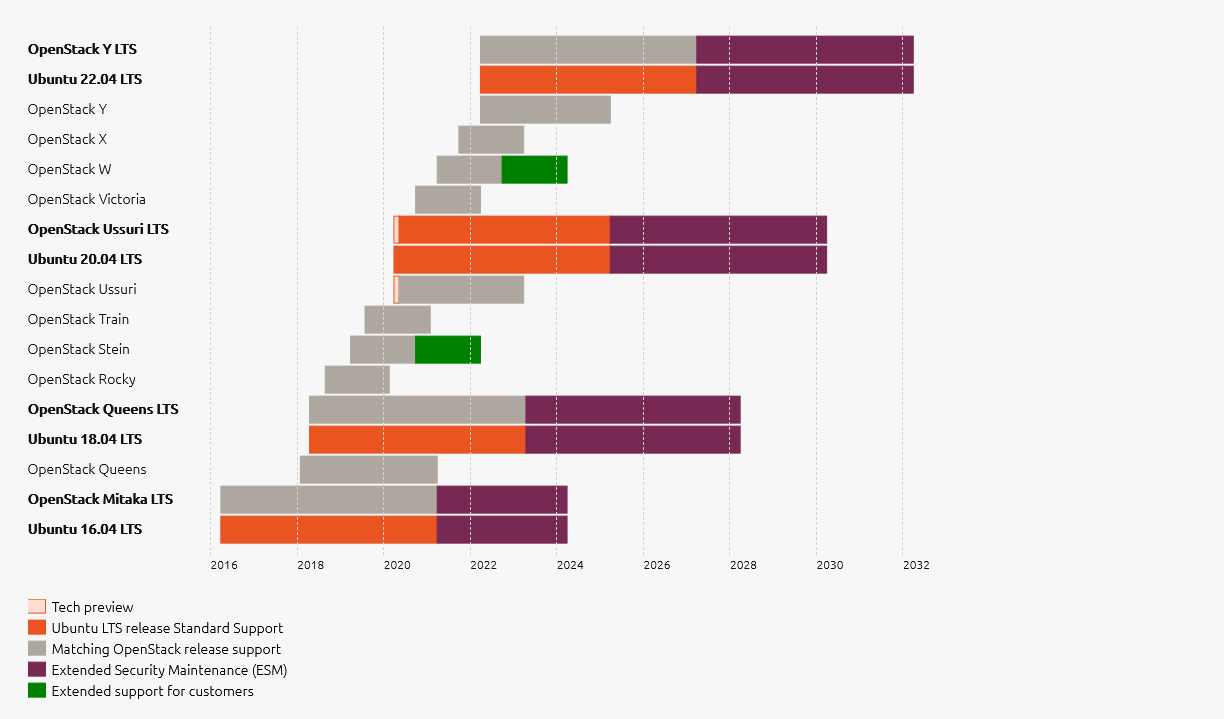 OpenStack Y LTS
Ubuntu 22.04 LTS
OpenStack Y
OpenStack X
OpenStack W
OpenStack Victoria
OpenStack Ussuri LTS
Ubuntu 20.04 LTS
OpenStack Ussuri
OpenStack Train
OpenStack Stein
OpenStack Rocky
OpenStack Queens LTS
Ubuntu 18.04 LTS
OpenStack Queens
OpenStack Mitaka LTS
Ubuntu 16.04 LTS
2016 2018 2020 2022 2024 2026 2028 2030 2032
Tech preview
Ubuntu LTS release Standard Support
Matching OpenStack release support
Extended Security Maintenance (ESM)
Extended support for customers